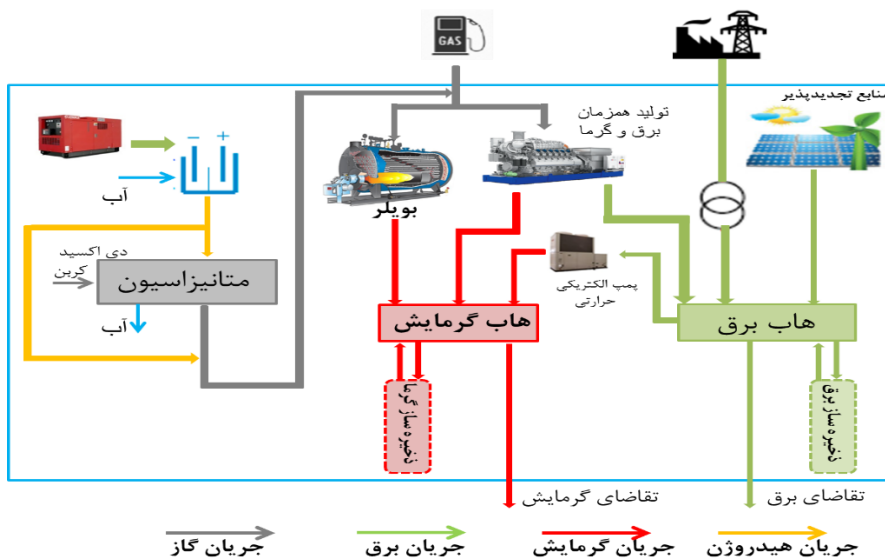 GAS
منابع تجدیدپذیر
تولید همزمان
برق و گرما
− +
آب
بویلر
دی اکسید
کربن
متانیزاسیون
آب
پمپ الکتریکی
حرارتی
هاب گرمایش
هاب برق
ذخیره ساز گرما
ذخیره ساز برق
تقاضای گرمایش
تقاضای برق
جریان گاز
جریان برق
جریان گرمایش
جریان هیدروژن